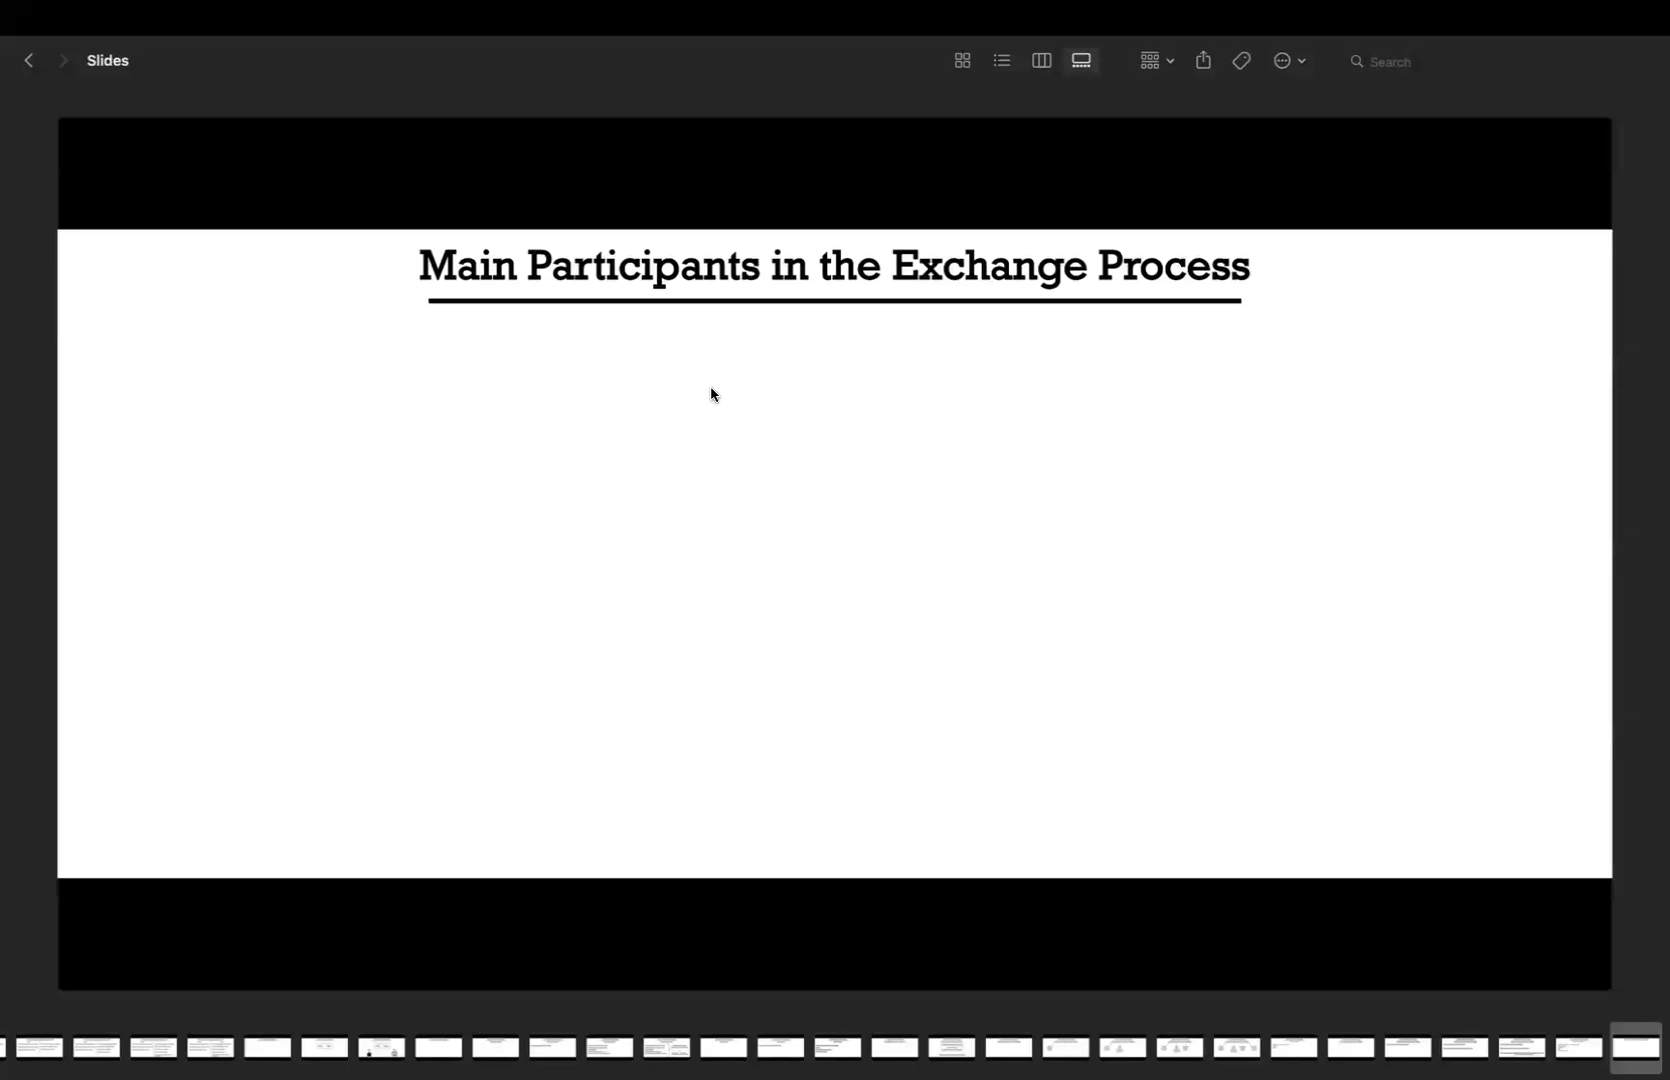 Slides
Search
Main Participants in the Exchange Process